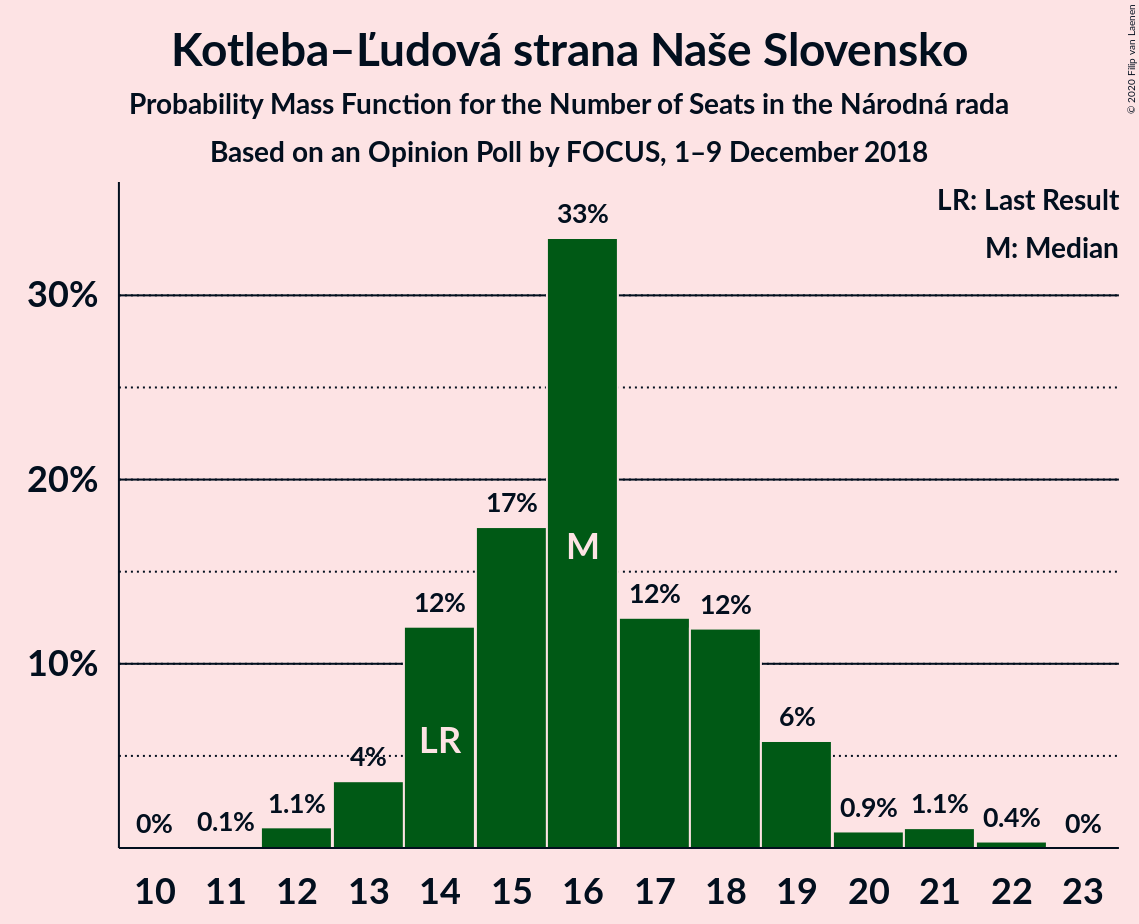 Kotleba–Ľudová strana Naše Slovensko
Probability Mass Function for the Number of Seats in the Národná rada
Based on an Opinion Poll by FOCUS, 1–9 December 2018
© 2020 Filip van Laenen
LR: Last Result
M: Median
33%
30%
20%
17%
M
12%
12%
12%
10%
6%
LR
4%
0%
0.1%
1.1%
0.9%
1.1%
0.4%
0%
10 11 12 13 14 15 16 17 18 19 20 21 22 23